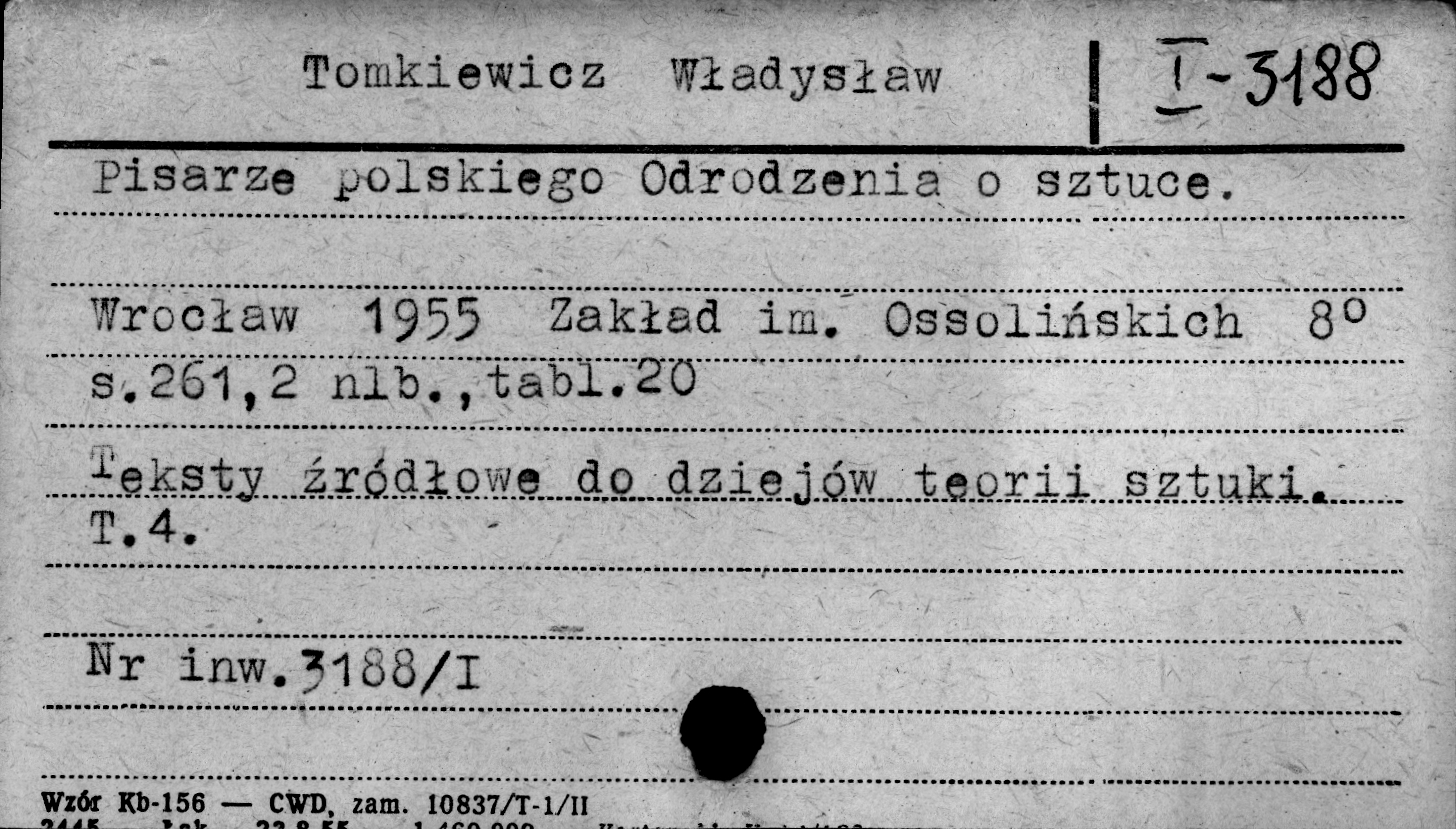 Tomkiewicz Władysław I-3188
Pisarze polskiego Odrodzenia o sztuce.
Wrocław 1955 Zakład im. Ossolińskich 8º
s.261,2 nlb.,tabl.20
Teksty źródłowe do dziejów teorii sztuki.
T.4.
Nr inw.3188/I
Wzór Kb-156 — CWD, zam. 10837/T-1/II